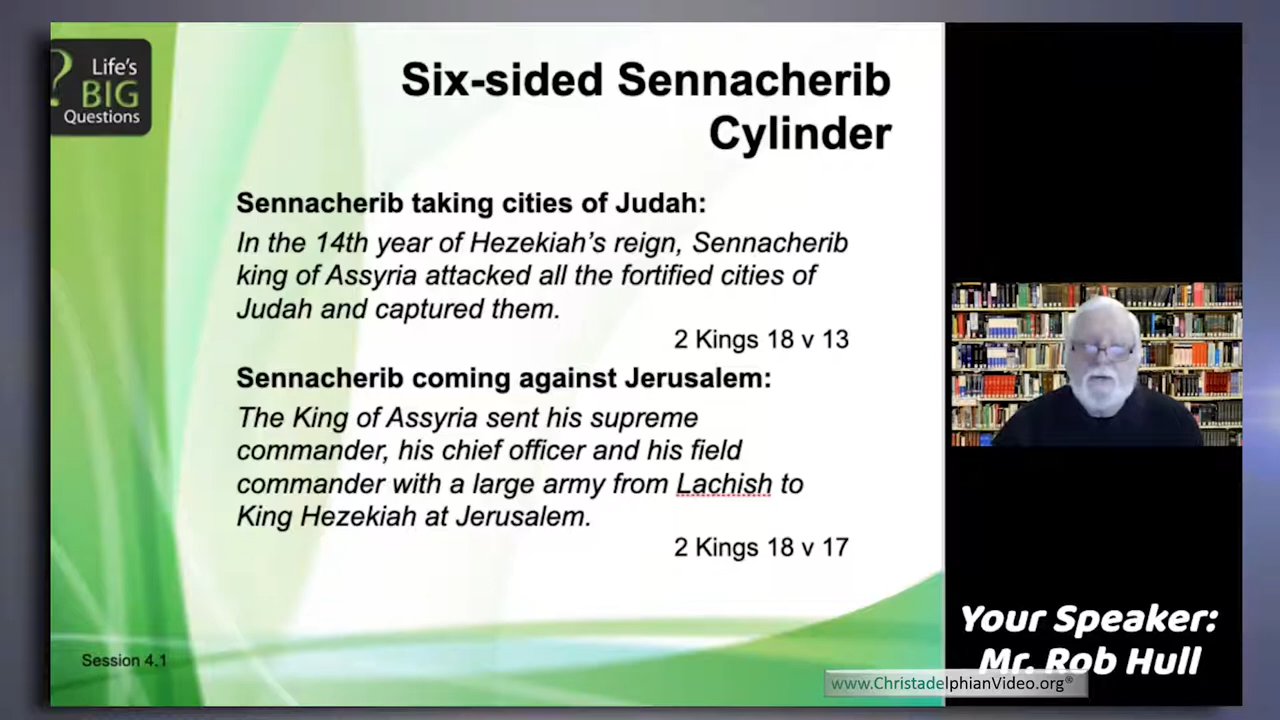 ?
Life's
BIG
Questions
Six-sided Sennacherib
Cylinder
Sennacherib taking cities of Judah:
In the 14th year of Hezekiah's reign, Sennacherib
king of Assyria attacked all the fortified cities of
Judah and captured them.
2 Kings 18 v 13
Sennacherib coming against Jerusalem:
The King of Assyria sent his supreme
commander, his chief officer and his field
commander with a large army from Lachish to
King Hezekiah at Jerusalem.
2 Kings 18 v 17
Session 4.1
Your Speaker:
Mr. Rob Hull
www.ChristadelphianVideo.org®